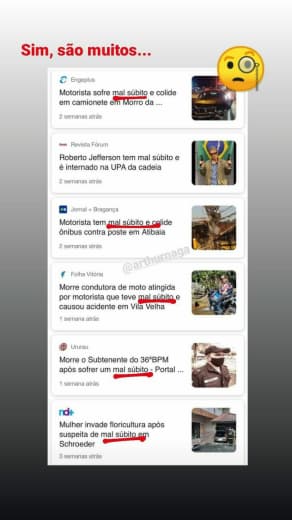 Sim, são muitos...
Engeplus
Motorista sofre mal súbito e colide
em camionete em Morro da ...
2 semanas atrás
Revista Fórum
Roberto Jefferson tem mal súbito e
é internado na UPA da cadeia
2 semanas atrás
Jornal + Bragança
Motorista tem mal súbito e colide
ônibus contra poste em Atibaia
2 semanas atrás
@arthurnaga
Folha Vitória
Morre condutora de moto atingida
por motorista que teve mal súbito e
causou acidente em Vila Velha
1 semana atrás
Ururau
Morre o Subtenente do 36ºBPM
após sofrer um mal súbito - Portal ...
1 semana atrás
nd+
Mulher invade floricultura após
suspeita de mal súbito em
Schroeder
3 semanas atrás